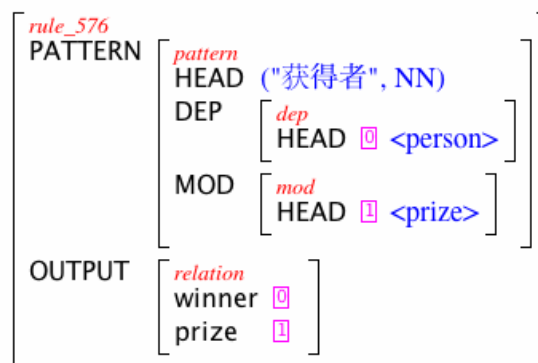 rule_576
PATTERN
pattern
HEAD ("获得者", NN)
DEP
dep
HEAD 0 <person>
MOD
mod
HEAD 1 <prize>
OUTPUT
relation
winner 0
prize 1